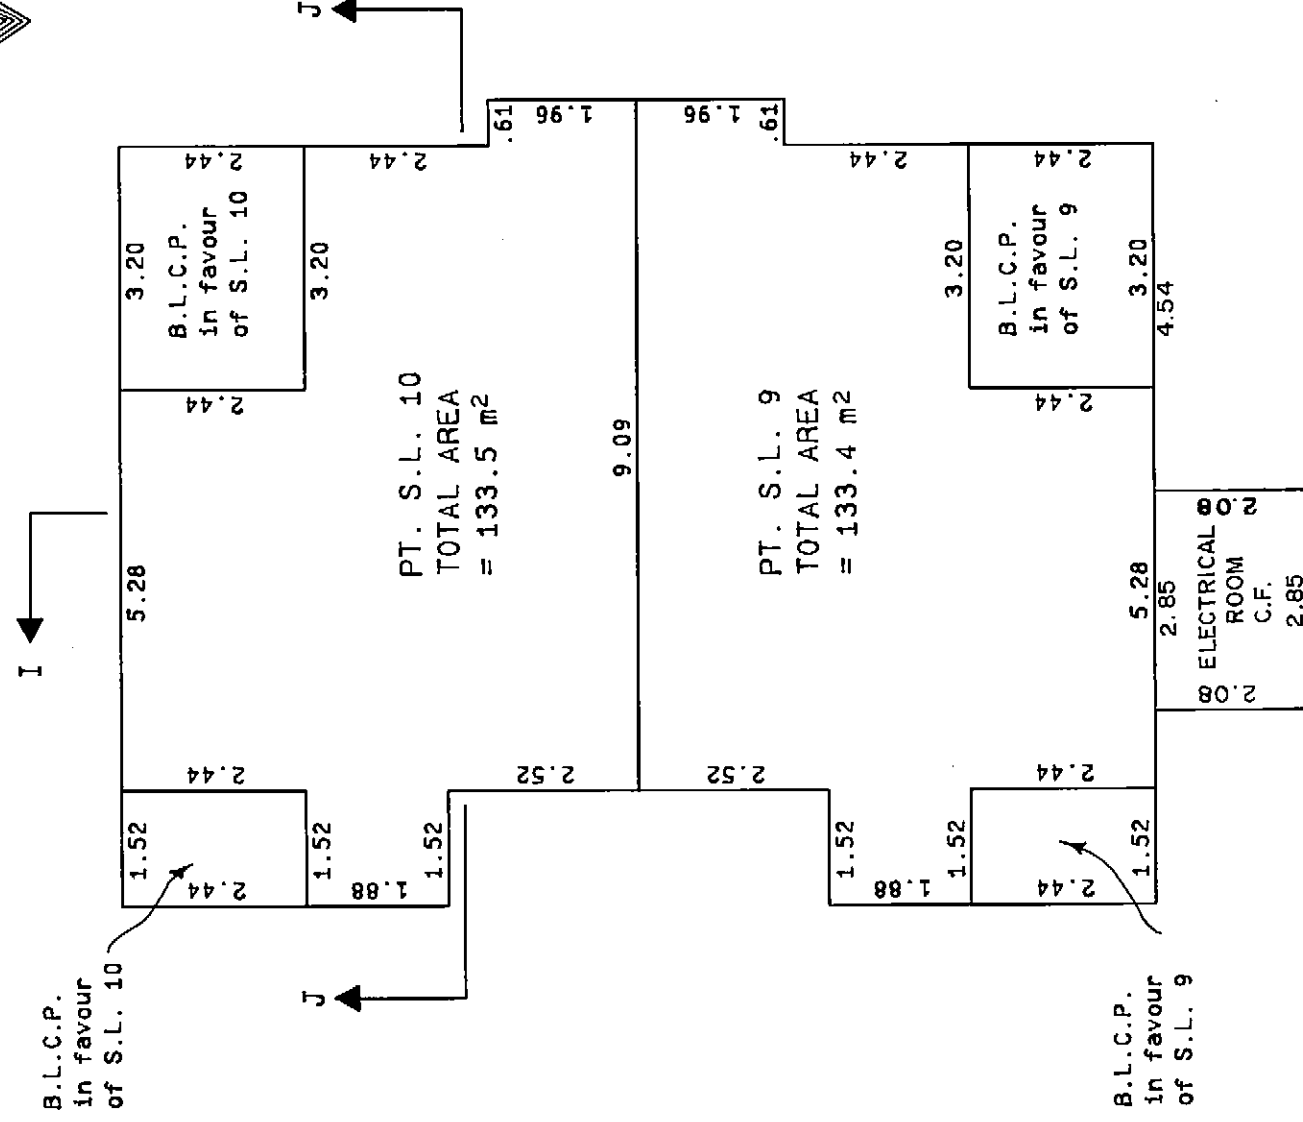 J
I
B.L.C.P.
in favour
of S.L. 10
2.44
3.20
3.20
2.44
2.44
.61
1.96
5.28
PT. S.L. 10
TOTAL AREA
= 133.5 m²
9.09
2.44
1.52
2.44
1.52
1.88
1.52
2.52
B.L.C.P.
in favour
of S.L. 10
J
1.96
.61
2.44
3.20
2.44
B.L.C.P.
in favour
of S.L. 9
3.20
4.54
2.44
PT. S.L. 9
TOTAL AREA
= 133.4 m²
5.28
2.85
2.08
ELECTRICAL
ROOM
C.F.
2.85
2.08
2.52
1.52
1.88
1.52
2.44
2.44
1.52
B.L.C.P.
in favour
of S.L. 9